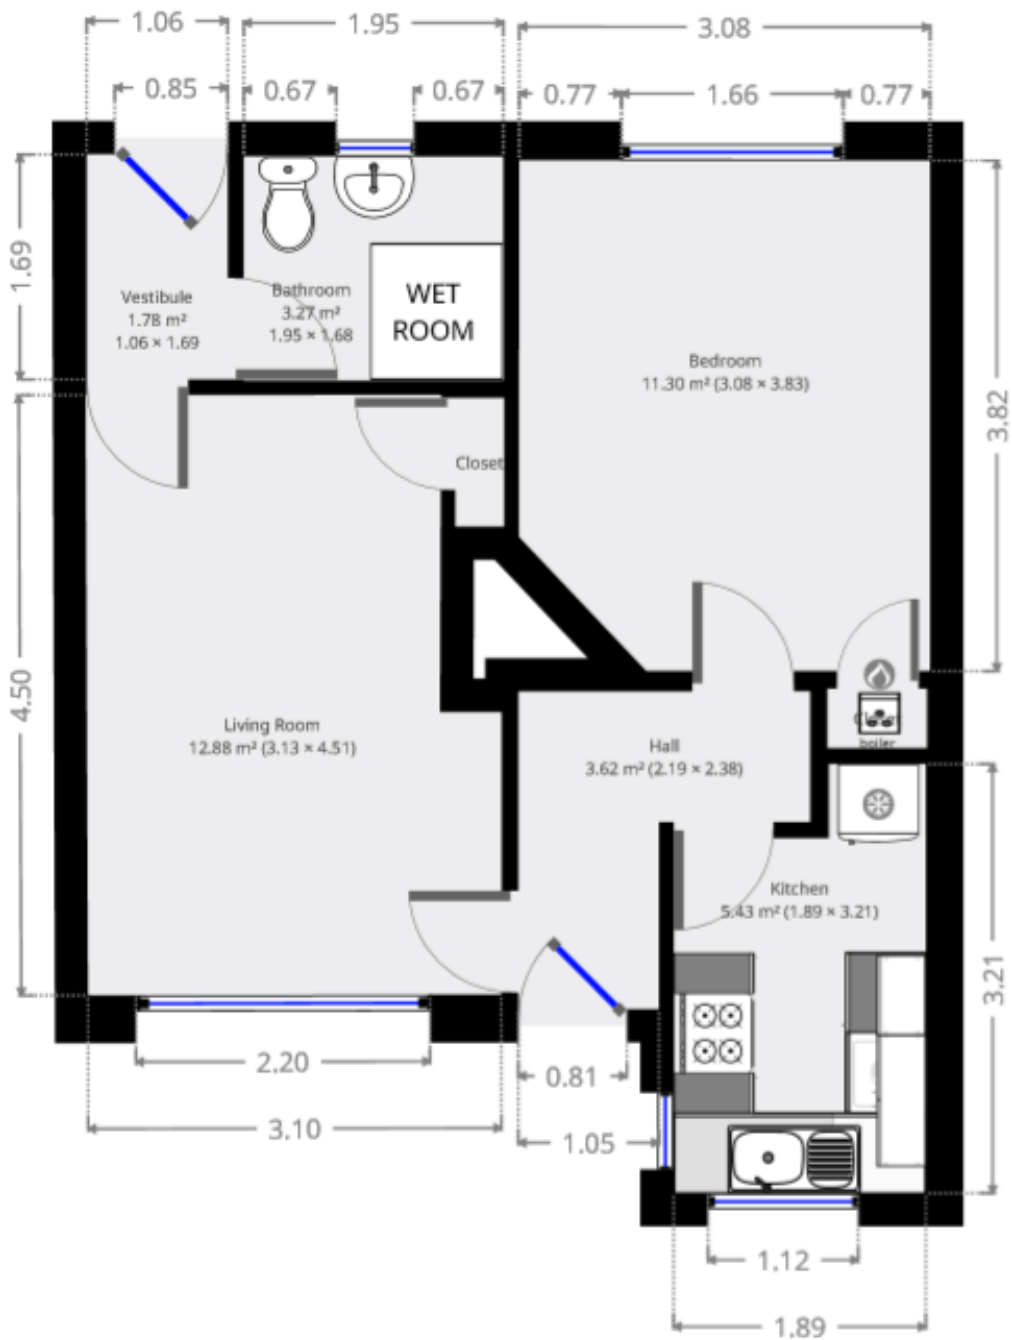 1.06
1.95
3.08
0.85
0.67
0.67
0.77
1.66
0.77
1.69
Vestibule
1.78 m²
1.06 × 1.69
Bathroom
3.27 m²
1.95 × 1.68
WET
ROOM
Bedroom
11.30 m² (3.08 × 3.83)
3.82
Closet
4.50
Living Room
12.88 m² (3.13 × 4.51)
Hall
3.62 m² (2.19 × 2.38)
boiler
Kitchen
5.43 m² (1.89 × 3.21)
3.21
2.20
0.81
3.10
1.05
1.12
1.89